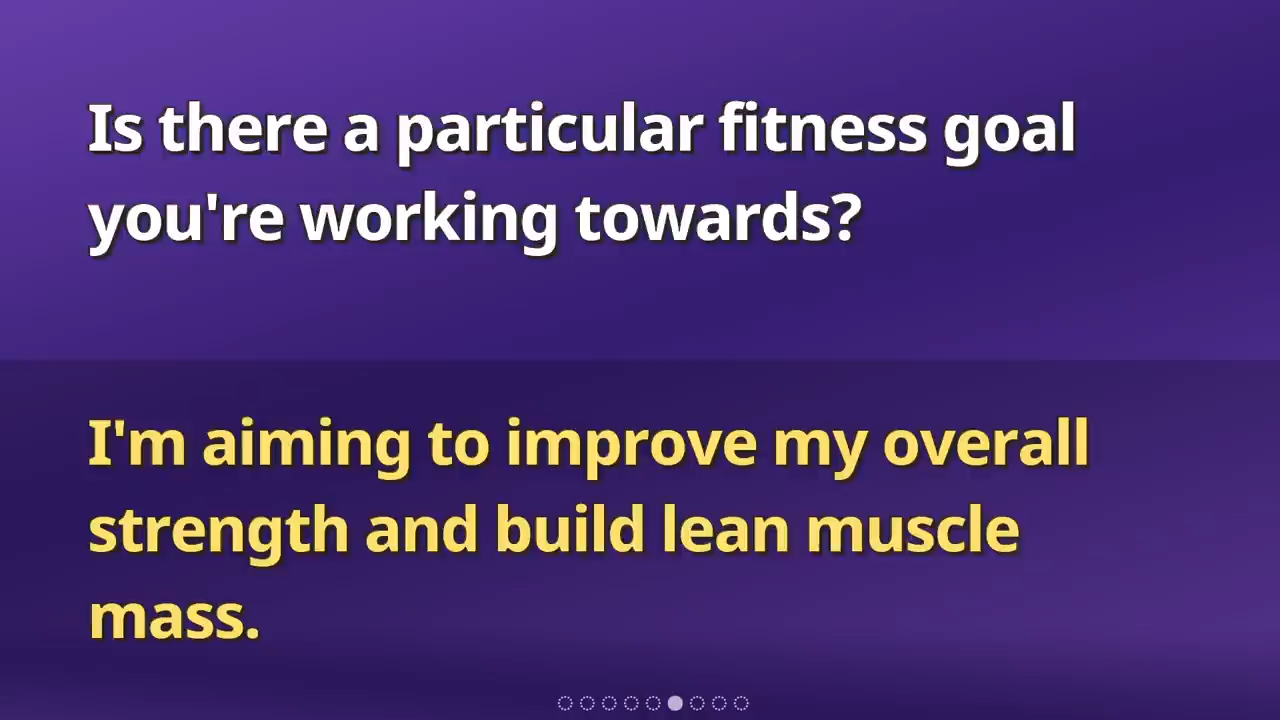 Is there a particular fitness goal
you're working towards?
I'm aiming to improve my overall
strength and build lean muscle
mass.